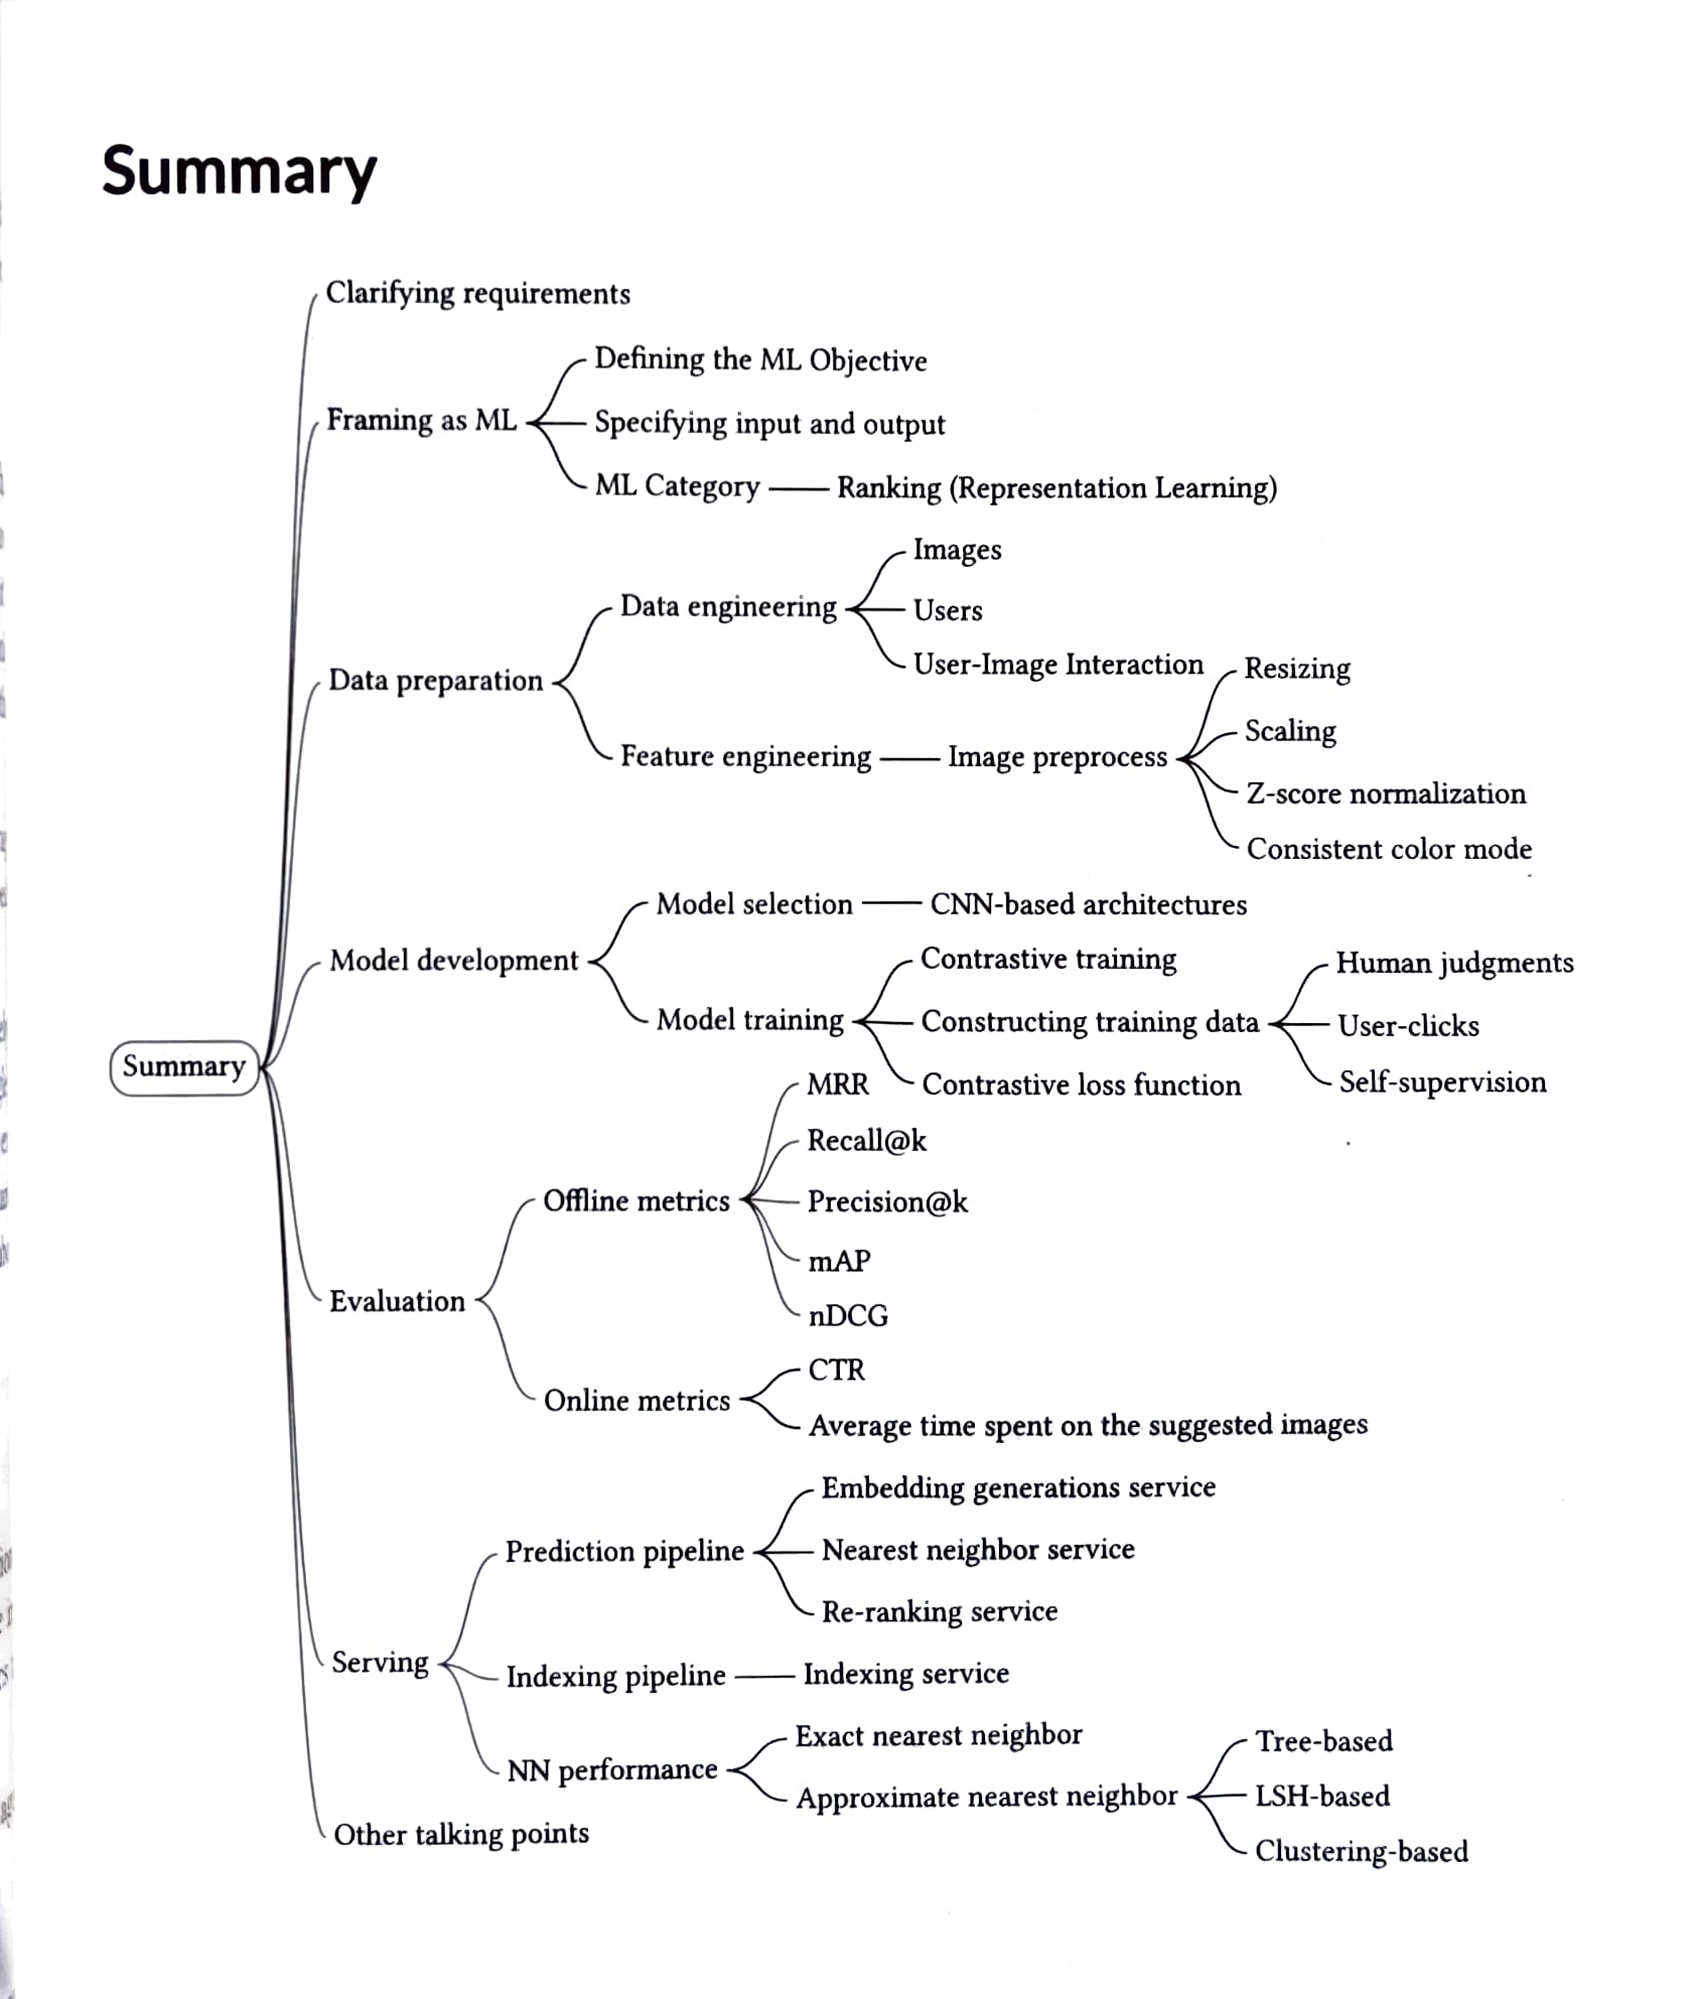 Summary
Clarifying requirements
Defining the ML Objective
Framing as ML
Specifying input and output
ML Category
Ranking (Representation Learning)
Images
Data engineering
Users
User-Image Interaction
Data preparation
Resizing
Scaling
Feature engineering
Image preprocess
Z-score normalization
Consistent color mode
Model selection
CNN-based architectures
Model development
Contrastive training
Human judgments
Model training
Constructing training data
User-clicks
Contrastive loss function
Self-supervision
Summary
MRR
Recall@k
Offline metrics
Precision@k
mAP
nDCG
Evaluation
CTR
Online metrics
Average time spent on the suggested images
Embedding generations service
Prediction pipeline
Nearest neighbor service
Re-ranking service
Serving
Indexing pipeline
Indexing service
Exact nearest neighbor
NN performance
Approximate nearest neighbor
Tree-based
LSH-based
Clustering-based
Other talking points